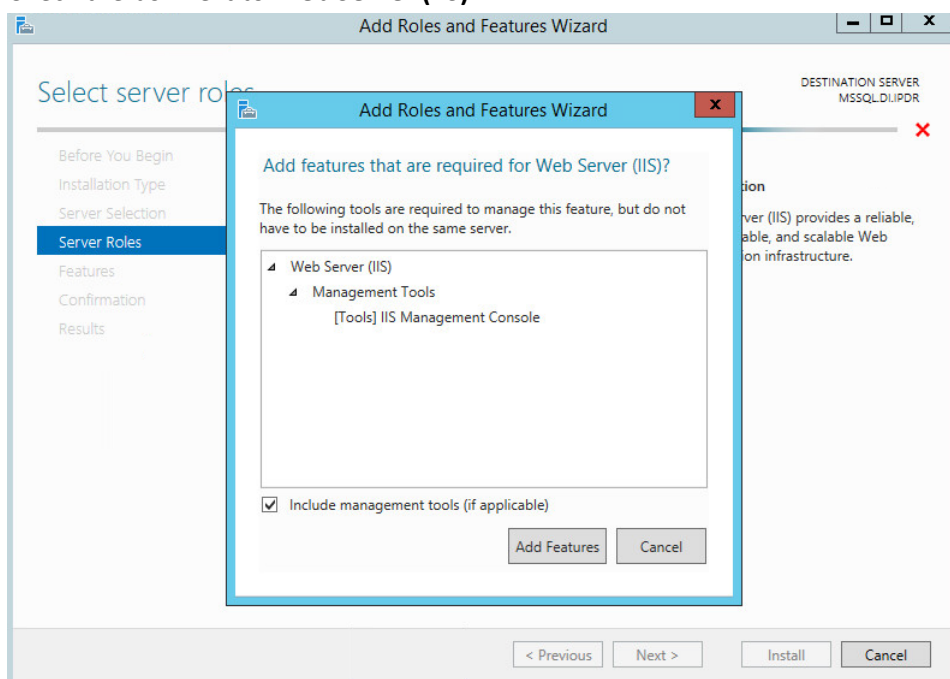 Add Roles and Features Wizard
Select server roles
DESTINATION SERVER
MSSQL.DI.IPDR
Before You Begin
Installation Type
Server Selection
Server Roles
Features
Confirmation
Results
Add Roles and Features Wizard
Add features that are required for Web Server (IIS)?
The following tools are required to manage this feature, but do not
have to be installed on the same server.
Web Server (IIS)
Management Tools
[Tools] IIS Management Console
Include management tools (if applicable)
Add Features
Cancel
(IIS) provides a reliable,
and scalable Web
infrastructure.
< Previous
Next >
Install
Cancel